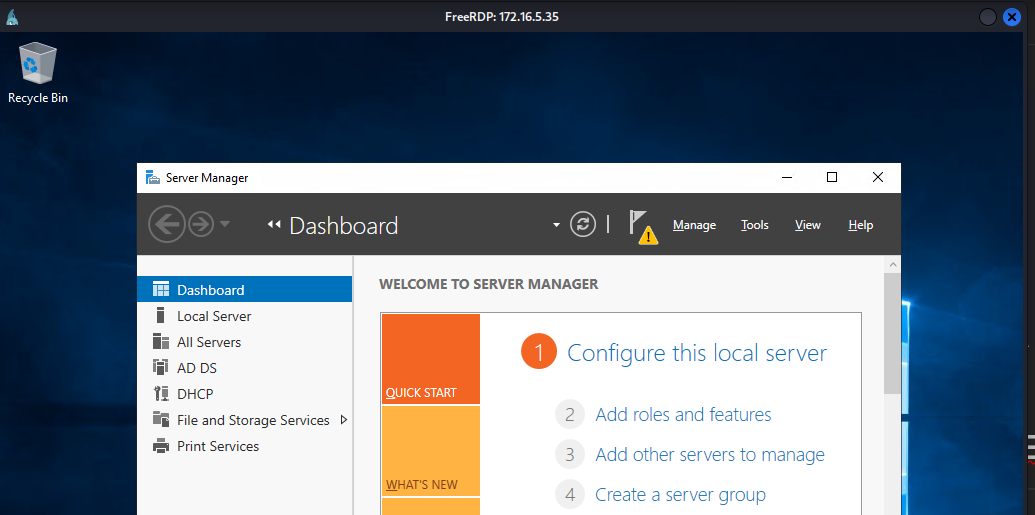 FreeRDP: 172.16.5.35
Recycle Bin
Server Manager
Dashboard
Manage
Tools
View
Help
Dashboard
Local Server
All Servers
AD DS
DHCP
File and Storage Services
Print Services
WELCOME TO SERVER MANAGER
QUICK START
WHAT'S NEW
1 Configure this local server
2 Add roles and features
3 Add other servers to manage
4 Create a server group